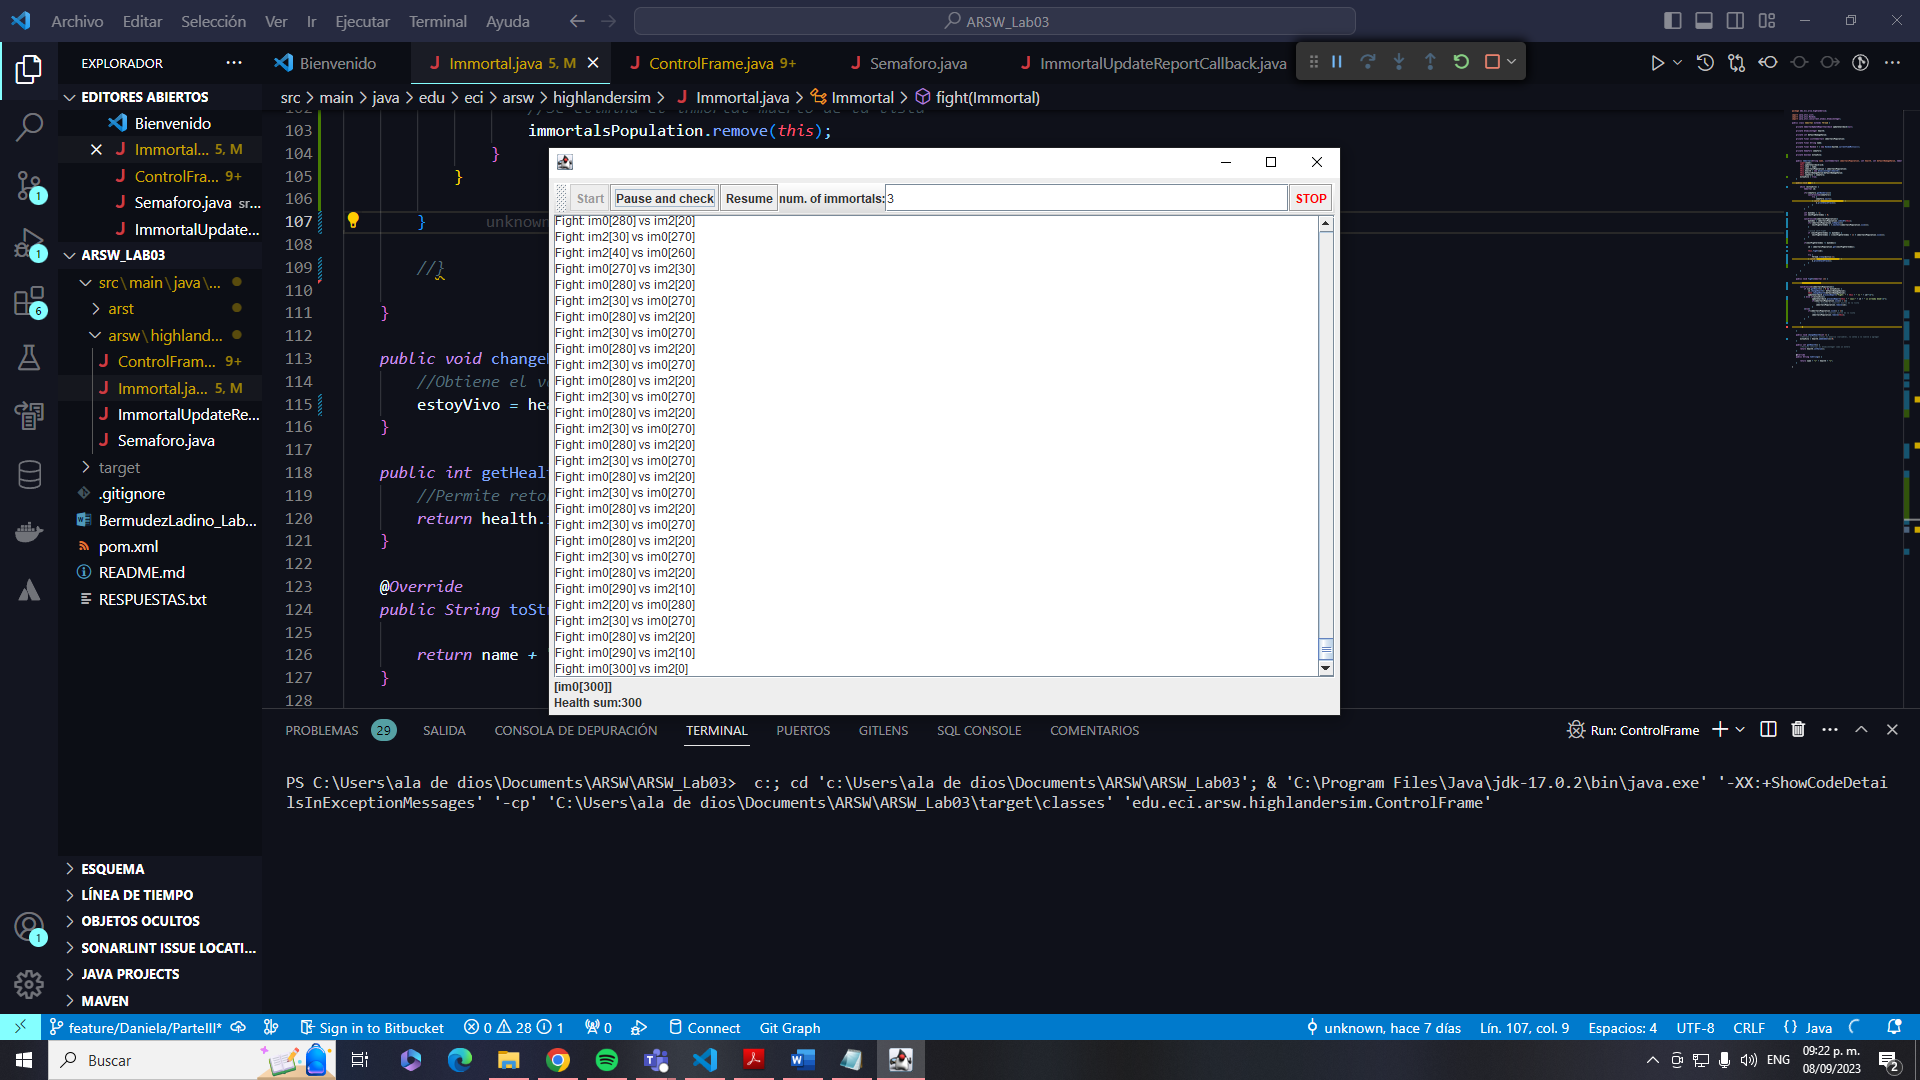 Archivo Editar Selección Ver Ir Ejecutar Terminal Ayuda
ARSW_Lab03
EXPLORADOR
Bienvenido
Immortal.java 5, M
ControlFrame.java 9+
Semaforo.java
ImmortalUpdateReportCallback.java
EDITORES ABIERTOS
Bienvenido
Immortal... 5, M
ControlFra... 9+
Semaforo.java sr...
ImmortalUpdate...
ARSW_LAB03
src\main\java\...
arst
arsw\highland...
ControlFram... 9+
Immortal.ja... 5, M
ImmortalUpdateRe...
Semaforo.java
target
.gitignore
BermudezLadino_Lab...
pom.xml
README.md
RESPUESTAS.txt
ESQUEMA
LÍNEA DE TIEMPO
OBJETOS OCULTOS
SONARLINT ISSUE LOCATI...
JAVA PROJECTS
MAVEN
1
1
6
1
src > main > java > edu > eci > arsw > highlandersim > Immortal.java > Immortal > fight(Immortal)
103 immortalsPopulation.remove(this);
104 }
105 }
106
107 } unknown
108
109 //}
110
111 }
112
113 public void change
114 //Obtiene el v
115 estoyVivo = he
116 }
117
118 public int getHeal
119 //Permite reto
120 return health.
121 }
122
123 @Override
124 public String toSt
125
126 return name +
127 }
128
Start Pause and check Resume num. of immortals: 3 STOP
Fight: im0[280] vs im2[20]
Fight: im2[30] vs im0[270]
Fight: im2[40] vs im0[260]
Fight: im0[270] vs im2[30]
Fight: im0[280] vs im2[20]
Fight: im2[30] vs im0[270]
Fight: im0[280] vs im2[20]
Fight: im2[30] vs im0[270]
Fight: im0[280] vs im2[20]
Fight: im2[30] vs im0[270]
Fight: im0[280] vs im2[20]
Fight: im2[30] vs im0[270]
Fight: im0[280] vs im2[20]
Fight: im2[30] vs im0[270]
Fight: im0[280] vs im2[20]
Fight: im2[30] vs im0[270]
Fight: im0[280] vs im2[20]
Fight: im2[30] vs im0[270]
Fight: im0[280] vs im2[20]
Fight: im2[30] vs im0[270]
Fight: im0[280] vs im2[20]
Fight: im2[30] vs im0[270]
Fight: im0[280] vs im2[20]
Fight: im0[290] vs im2[10]
Fight: im2[20] vs im0[280]
Fight: im2[30] vs im0[270]
Fight: im0[280] vs im2[20]
Fight: im0[290] vs im2[10]
Fight: im0[300] vs im2[0]
[im0[300]]
Health sum:300
PROBLEMAS 29 SALIDA CONSOLA DE DEPURACIÓN TERMINAL PUERTOS GITLENS SQL CONSOLE COMENTARIOS
Run: ControlFrame
PS C:\Users\ala de dios\Documents\ARSW\ARSW_Lab03> c:; cd 'c:\Users\ala de dios\Documents\ARSW\ARSW_Lab03'; & 'C:\Program Files\Java\jdk-17.0.2\bin\java.exe' '-XX:+ShowCodeDetai
lsInExceptionMessages' '-cp' 'C:\Users\ala de dios\Documents\ARSW\ARSW_Lab03\target\classes' 'edu.eci.arsw.highlandersim.ControlFrame'
feature/Daniela/ParteIII* Sign in to Bitbucket 0 28 1 0 Connect Git Graph
unknown, hace 7 días Lín. 107, col. 9 Espacios: 4 UTF-8 CRLF {} Java
Buscar
ENG
09:22 p. m.
08/09/2023
2